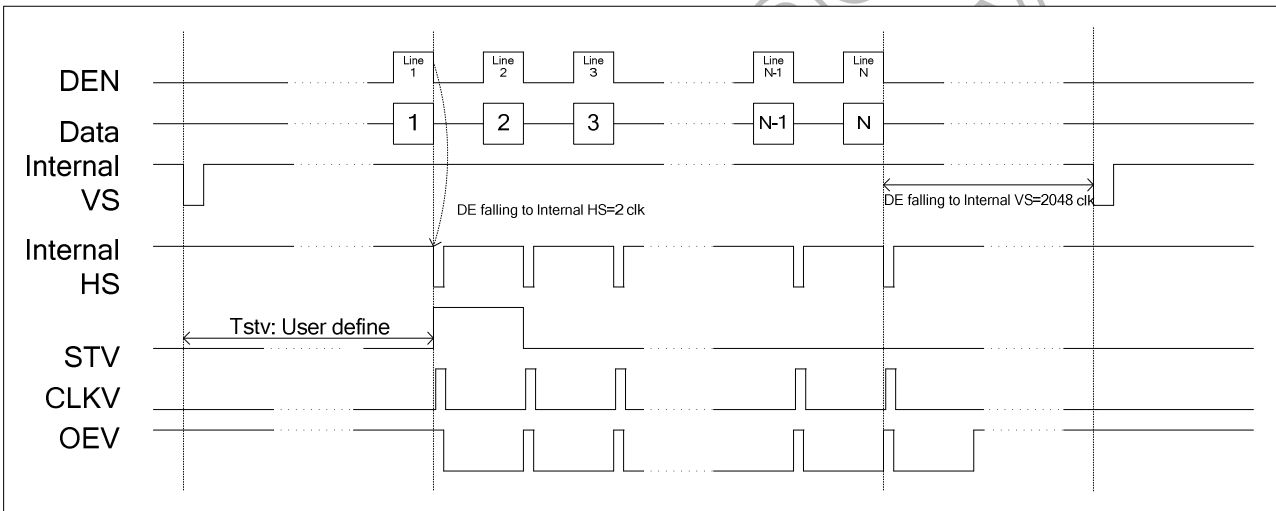 DEN
Line 1
Line 2
Line 3
Line N-1
Line N
Data
1
2
3
N-1
N
Internal VS
DE falling to Internal HS=2 clk
DE falling to Internal VS=2048 clk
Internal HS
Tstv: User define
STV
CLKV
OEV